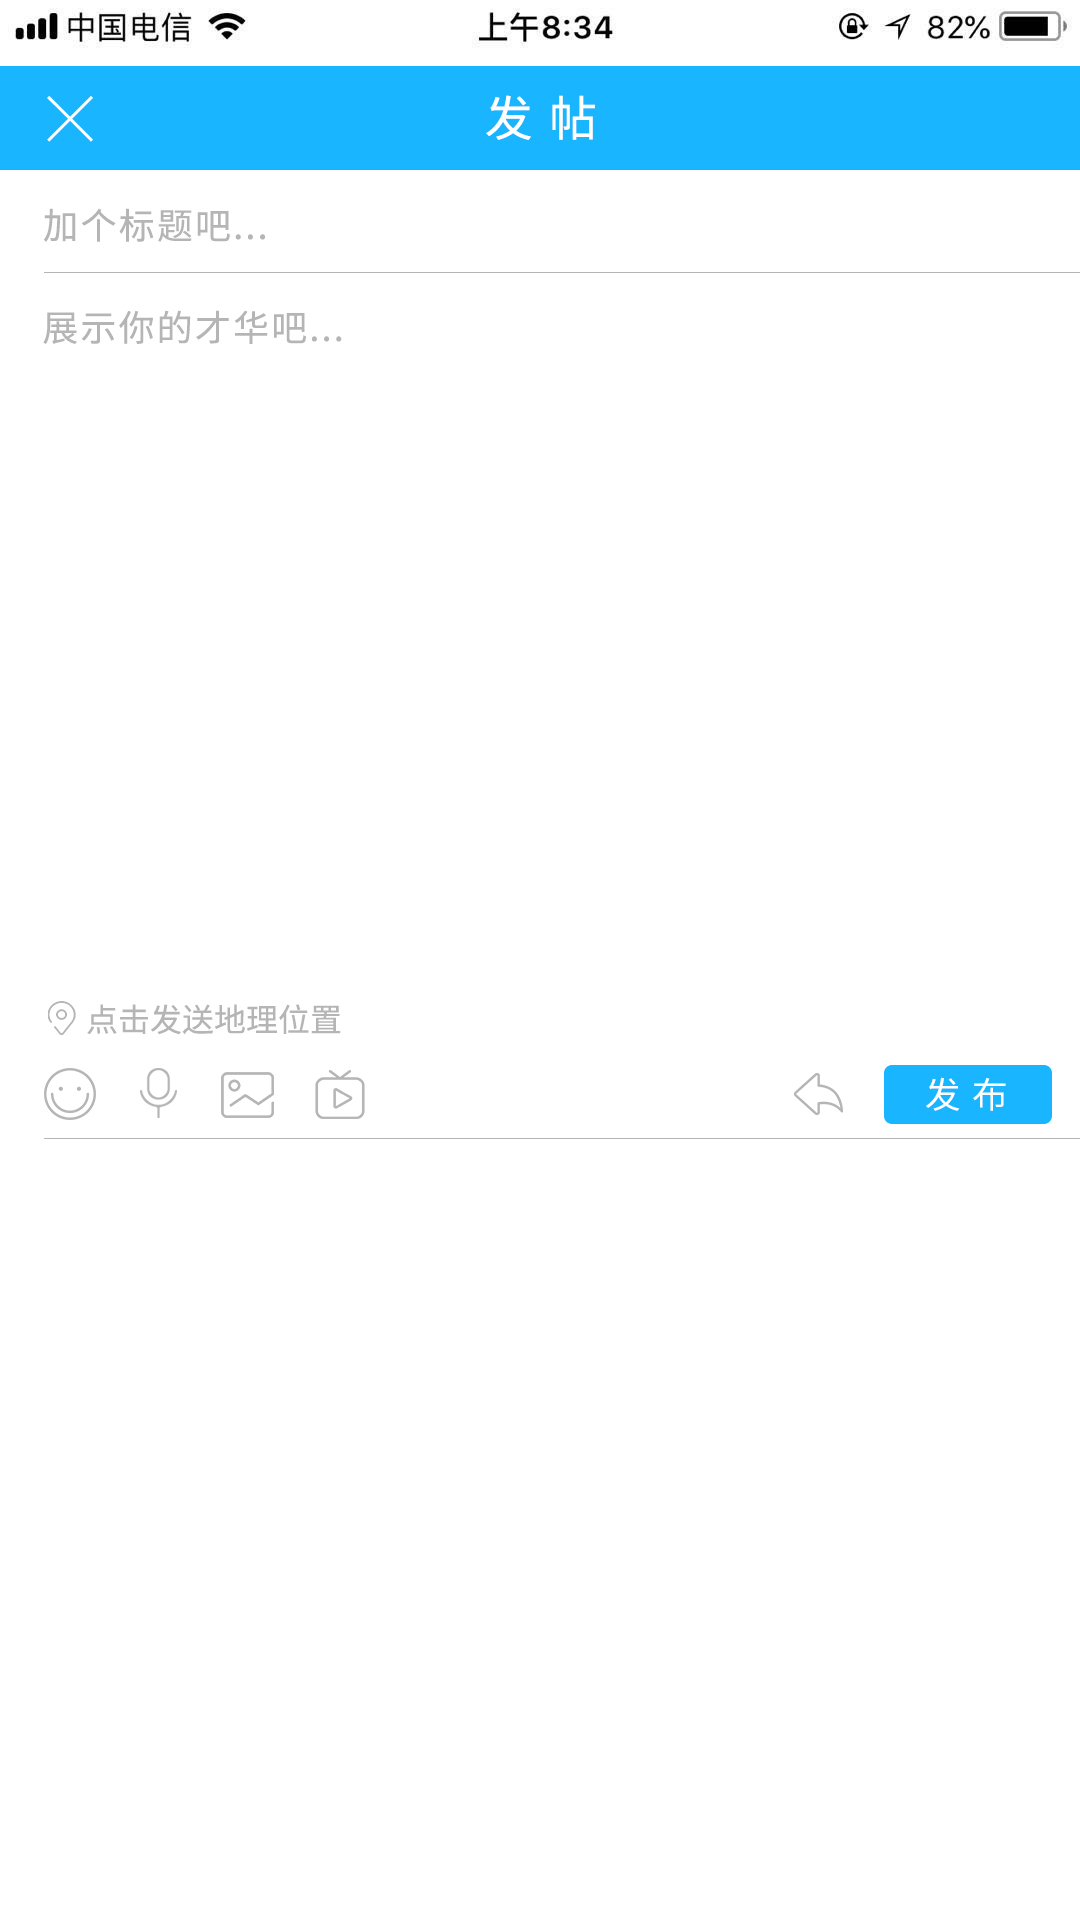 中国电信 上午8:34 82%
发帖
加个标题吧...
展示你的才华吧...
点击发送地理位置
发布